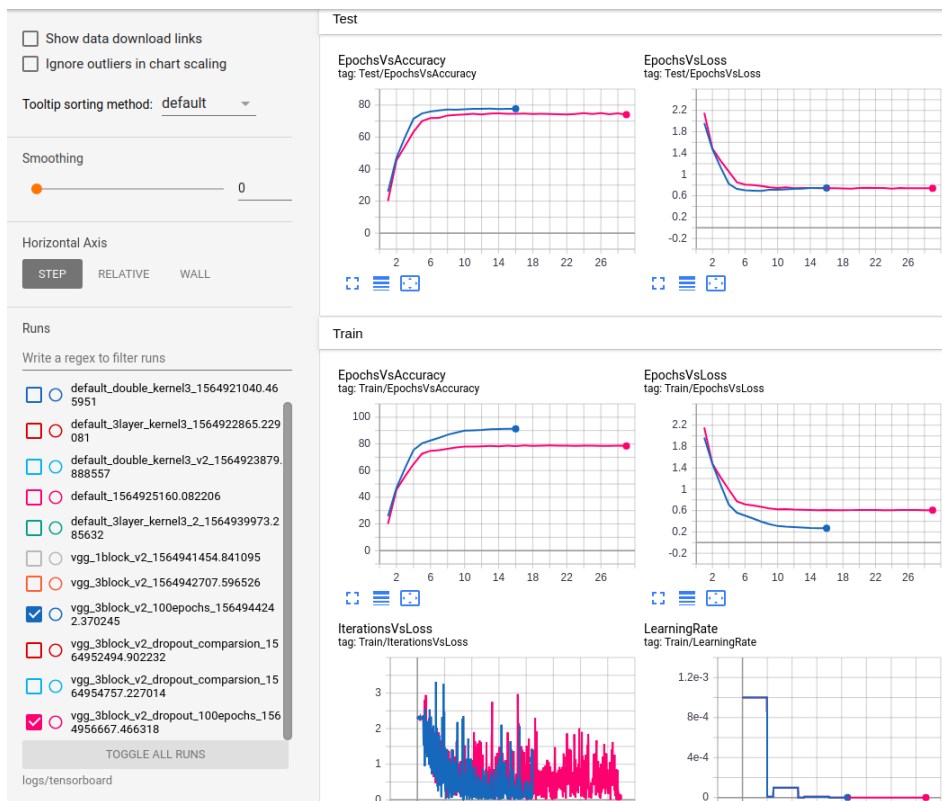 Show data download links
Ignore outliers in chart scaling
Tooltip sorting method: default
Smoothing
0
Horizontal Axis
STEP RELATIVE WALL
Runs
Write a regex to filter runs
default_double_kernel3_1564921040.46
5951
default_3layer_kernel3_1564922865.229
081
default_double_kernel3_v2_1564923879.
888557
default_1564925160.082206
default_3layer_kernel3_2_1564939973.2
85632
vgg_1block_v2_1564941454.841095
vgg_3block_v2_1564942707.596526
vgg_3block_v2_100epochs_156494424
2.370245
vgg_3block_v2_dropout_comparsion_15
64952494.902232
vgg_3block_v2_dropout_comparsion_15
64954757.227014
vgg_3block_v2_dropout_100epochs_156
4956667.466318
TOGGLE ALL RUNS
logs/tensorboard
Test
EpochsVsAccuracy
tag: Test/EpochsVsAccuracy
80
60
40
20
0
2 6 10 14 18 22 26
EpochsVsLoss
tag: Test/EpochsVsLoss
2.2
1.8
1.4
1
0.6
0.2
-0.2
2 6 10 14 18 22 26
Train
EpochsVsAccuracy
tag: Train/EpochsVsAccuracy
100
80
60
40
20
0
2 6 10 14 18 22 26
EpochsVsLoss
tag: Train/EpochsVsLoss
2.2
1.8
1.4
1
0.6
0.2
-0.2
2 6 10 14 18 22 26
IterationsVsLoss
tag: Train/IterationsVsLoss
3
2
1
0
LearningRate
tag: Train/LearningRate
1.2e-3
8e-4
4e-4
0